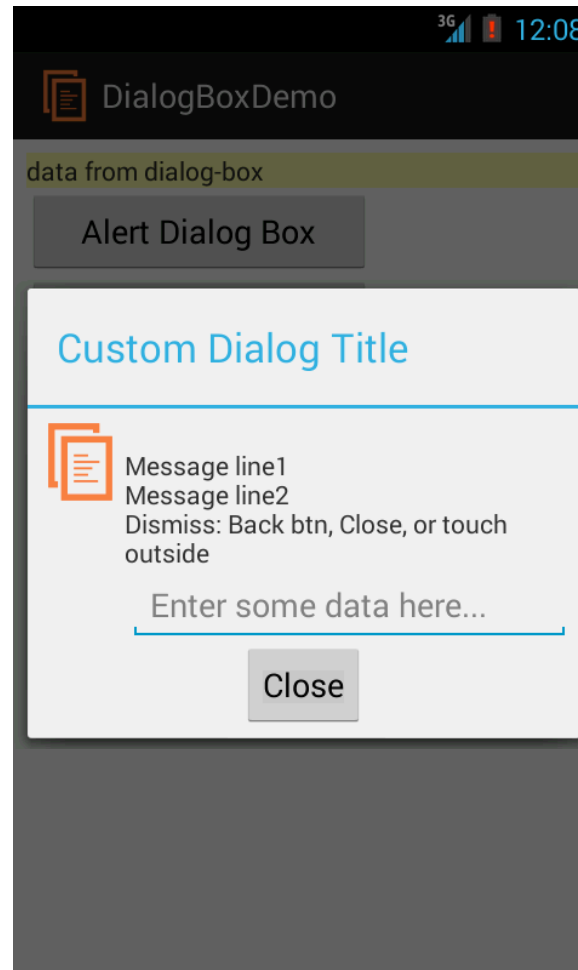 3G 12:08
DialogBoxDemo
data from dialog-box
Alert Dialog Box
Custom Dialog Title
Message line1
Message line2
Dismiss: Back btn, Close, or touch
outside
Enter some data here...
Close